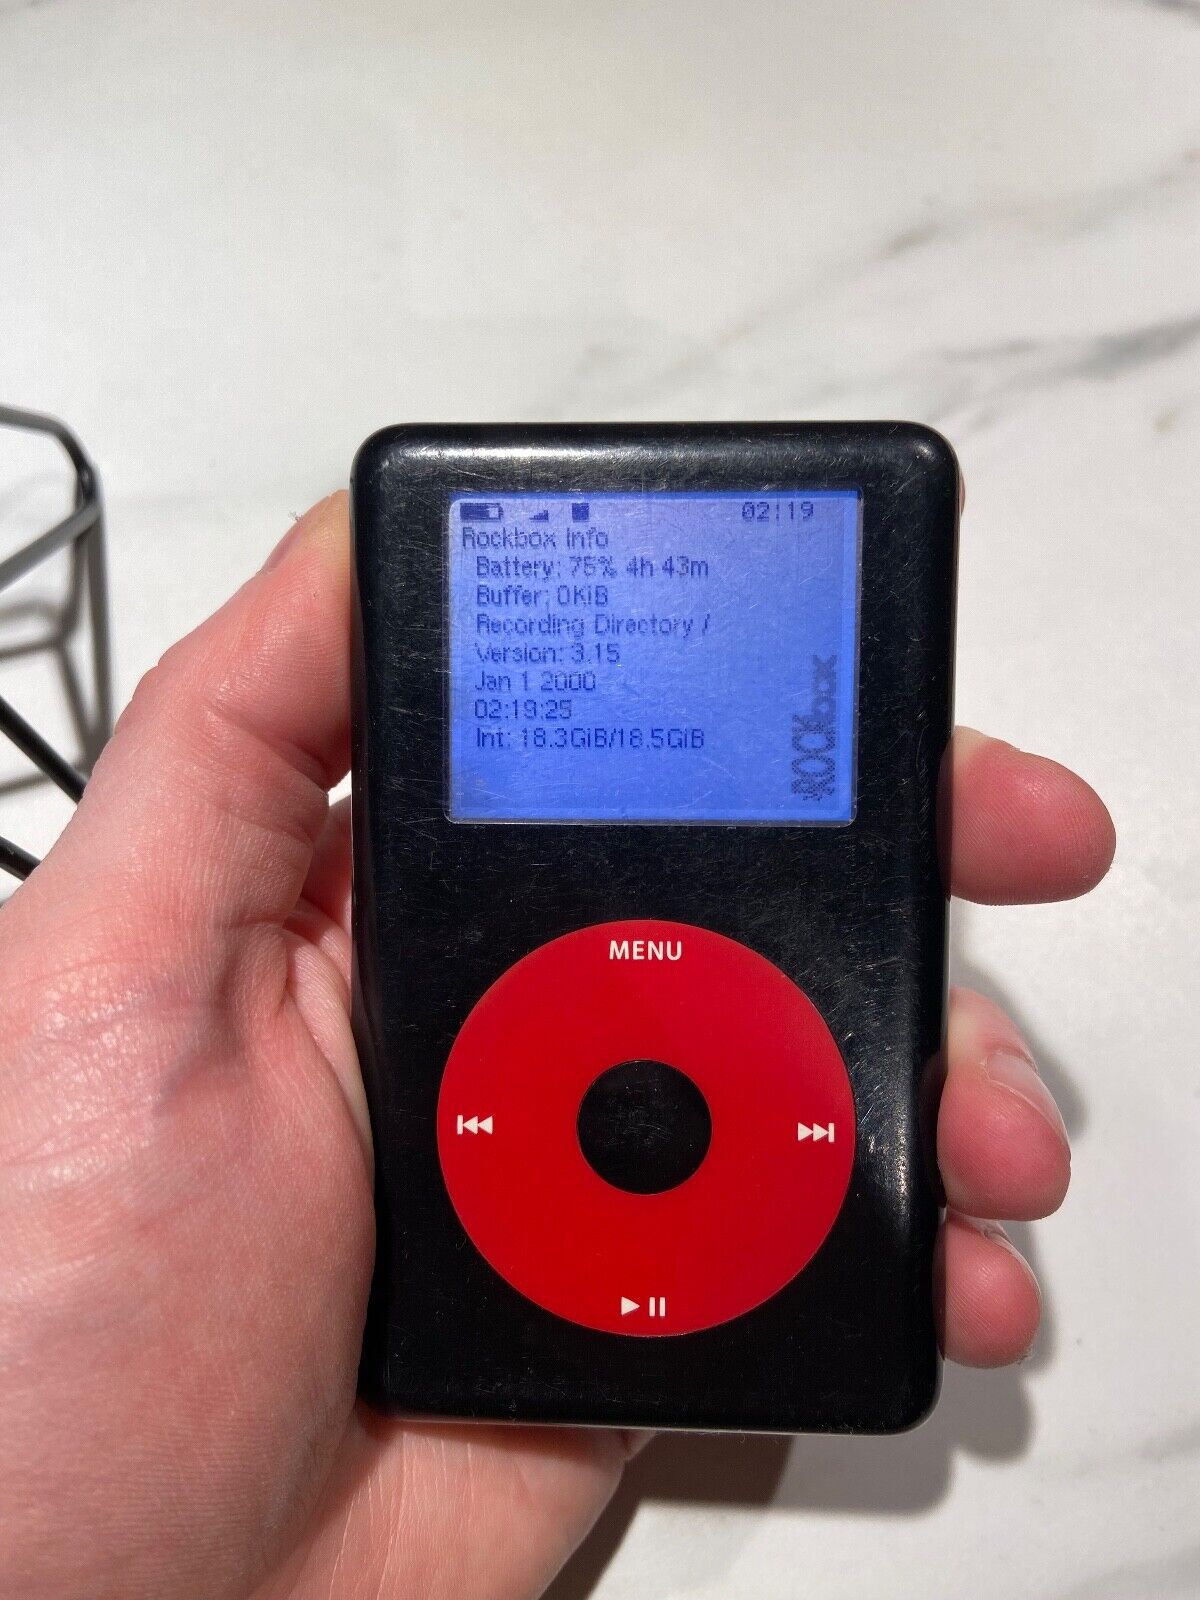 02:19
Rockbox Info
Battery: 75% 4h 43m
Buffer: 0KiB
Recording Directory /
Version: 3.15
Jan 1 2000
02:19:25
Int: 18.3GiB/18.5GiB
ROCKbox
MENU